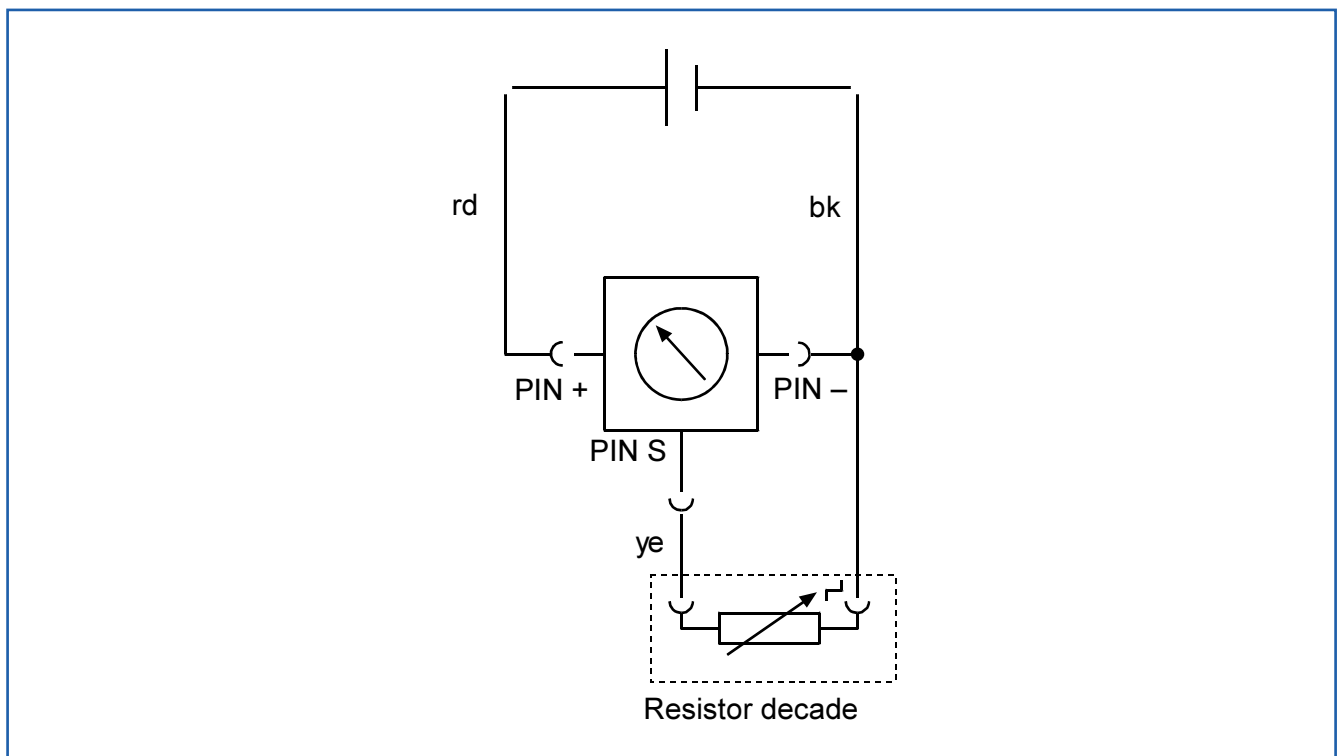 rd
bk
PIN +
PIN –
PIN S
ye
Resistor decade